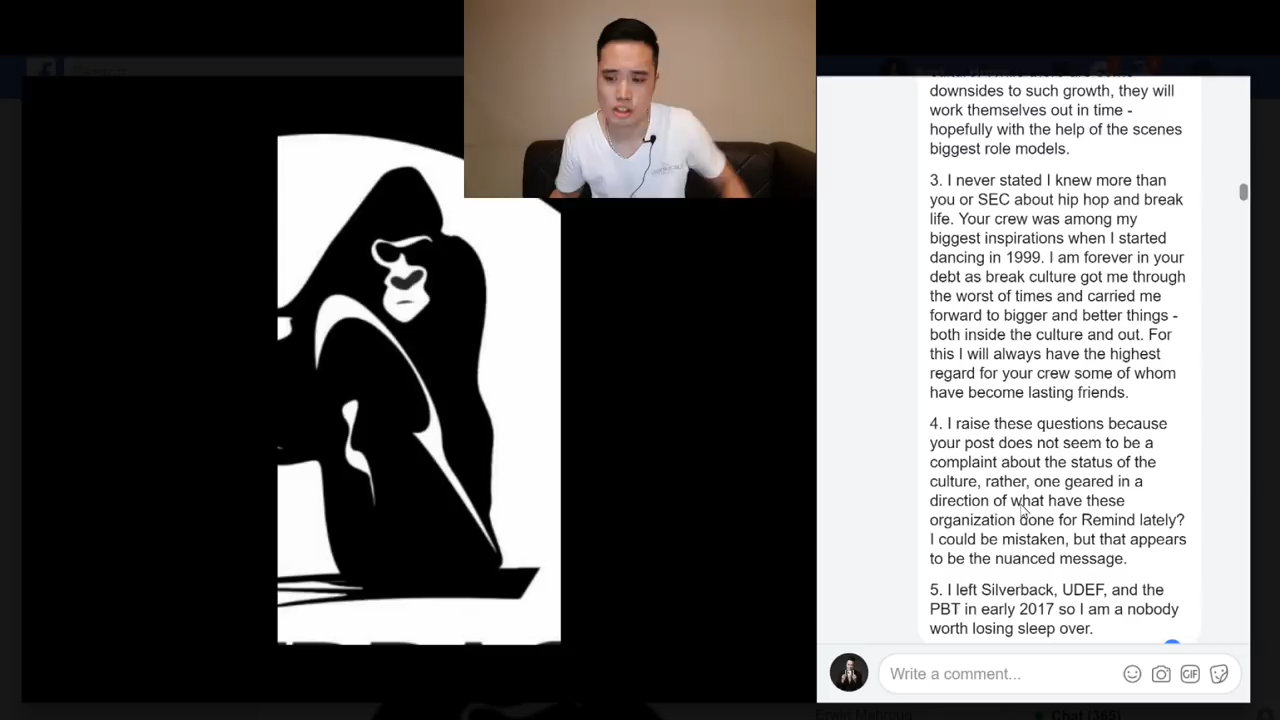 downsides to such growth, they will
work themselves out in time -
hopefully with the help of the scenes
biggest role models.
3. I never stated I knew more than
you or SEC about hip hop and break
life. Your crew was among my
biggest inspirations when I started
dancing in 1999. I am forever in your
debt as break culture got me through
the worst of times and carried me
forward to bigger and better things -
both inside the culture and out. For
this I will always have the highest
regard for your crew some of whom
have become lasting friends.
4. I raise these questions because
your post does not seem to be a
complaint about the status of the
culture, rather, one geared in a
direction of what have these
organization done for Remind lately?
I could be mistaken, but that appears
to be the nuanced message.
5. I left Silverback, UDEF, and the
PBT in early 2017 so I am a nobody
worth losing sleep over.
Write a comment...
GIF
Chat (365)